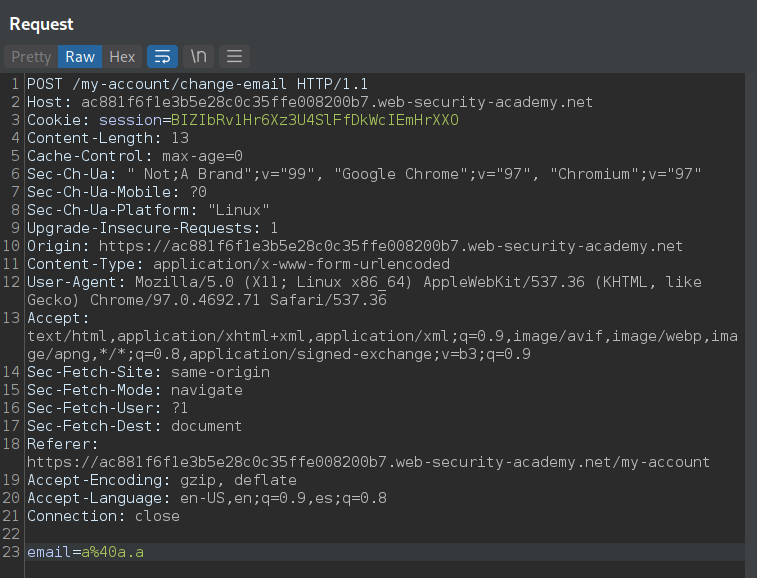 Request
Pretty Raw Hex \n
1 POST /my-account/change-email HTTP/1.1
2 Host: ac881f6f1e3b5e28c0c35ffe008200b7.web-security-academy.net
3 Cookie: session=BIZIbRv1Hr6Xz3U4SlFfDkWcIEmHrXXO
4 Content-Length: 13
5 Cache-Control: max-age=0
6 Sec-Ch-Ua: " Not;A Brand";v="99", "Google Chrome";v="97", "Chromium";v="97"
7 Sec-Ch-Ua-Mobile: ?0
8 Sec-Ch-Ua-Platform: "Linux"
9 Upgrade-Insecure-Requests: 1
10 Origin: https://ac881f6f1e3b5e28c0c35ffe008200b7.web-security-academy.net
11 Content-Type: application/x-www-form-urlencoded
12 User-Agent: Mozilla/5.0 (X11; Linux x86_64) AppleWebKit/537.36 (KHTML, like
Gecko) Chrome/97.0.4692.71 Safari/537.36
13 Accept:
text/html,application/xhtml+xml,application/xml;q=0.9,image/avif,image/webp,ima
ge/apng,*/*;q=0.8,application/signed-exchange;v=b3;q=0.9
14 Sec-Fetch-Site: same-origin
15 Sec-Fetch-Mode: navigate
16 Sec-Fetch-User: ?1
17 Sec-Fetch-Dest: document
18 Referer:
https://ac881f6f1e3b5e28c0c35ffe008200b7.web-security-academy.net/my-account
19 Accept-Encoding: gzip, deflate
20 Accept-Language: en-US,en;q=0.9,es;q=0.8
21 Connection: close
22
23 email=a%40a.a